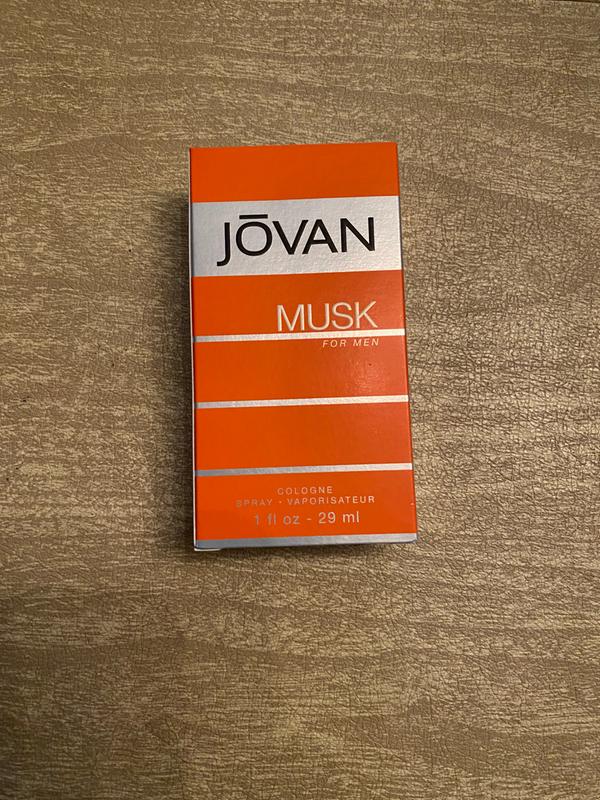 JŌVAN
MUSK
FOR MEN
COLOGNE
SPRAY - VAPORISATEUR
1 fl oz - 29 ml